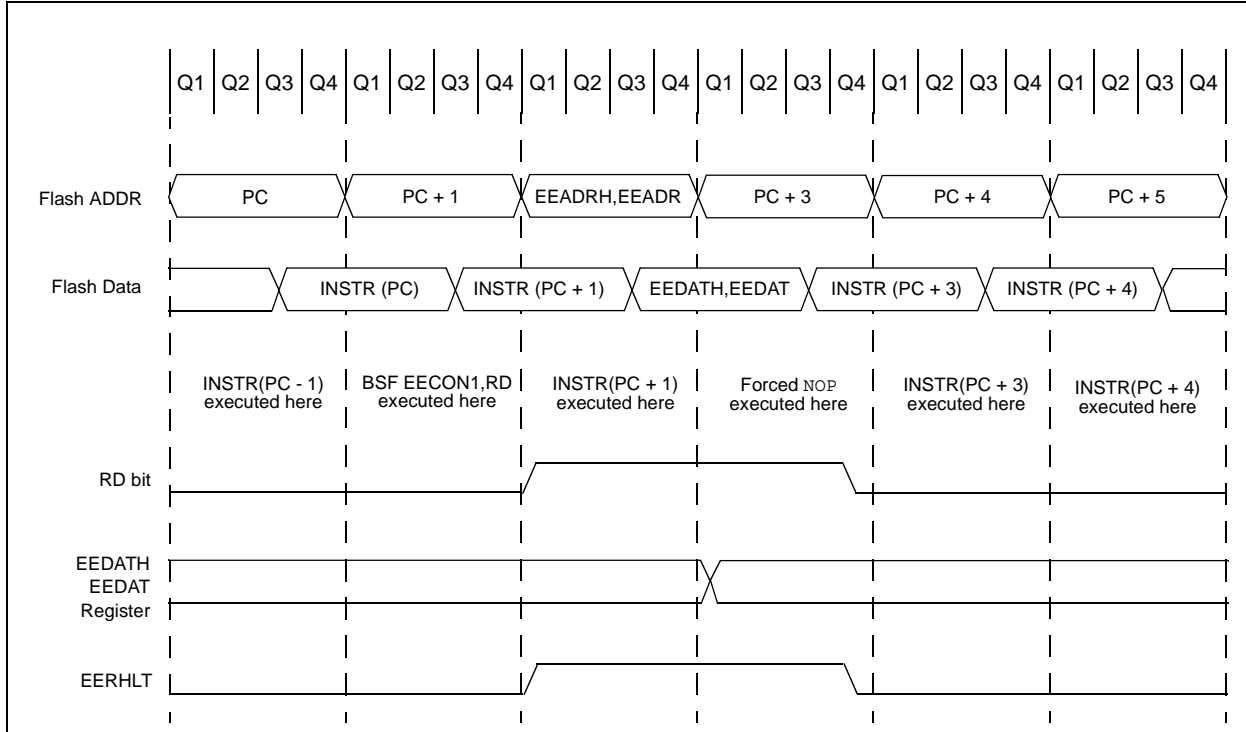 Q1 Q2 Q3 Q4 Q1 Q2 Q3 Q4 Q1 Q2 Q3 Q4 Q1 Q2 Q3 Q4 Q1 Q2 Q3 Q4 Q1 Q2 Q3 Q4
Flash ADDR PC PC + 1 EEADRH,EEADR PC + 3 PC + 4 PC + 5
Flash Data INSTR (PC) INSTR (PC + 1) EEDATH,EEDAT INSTR (PC + 3) INSTR (PC + 4)
INSTR(PC - 1) BSF EECON1,RD INSTR(PC + 1) Forced NOP INSTR(PC + 3) INSTR(PC + 4)
executed here executed here executed here executed here executed here executed here
RD bit
EEDATH
EEDAT
Register
EERHLT